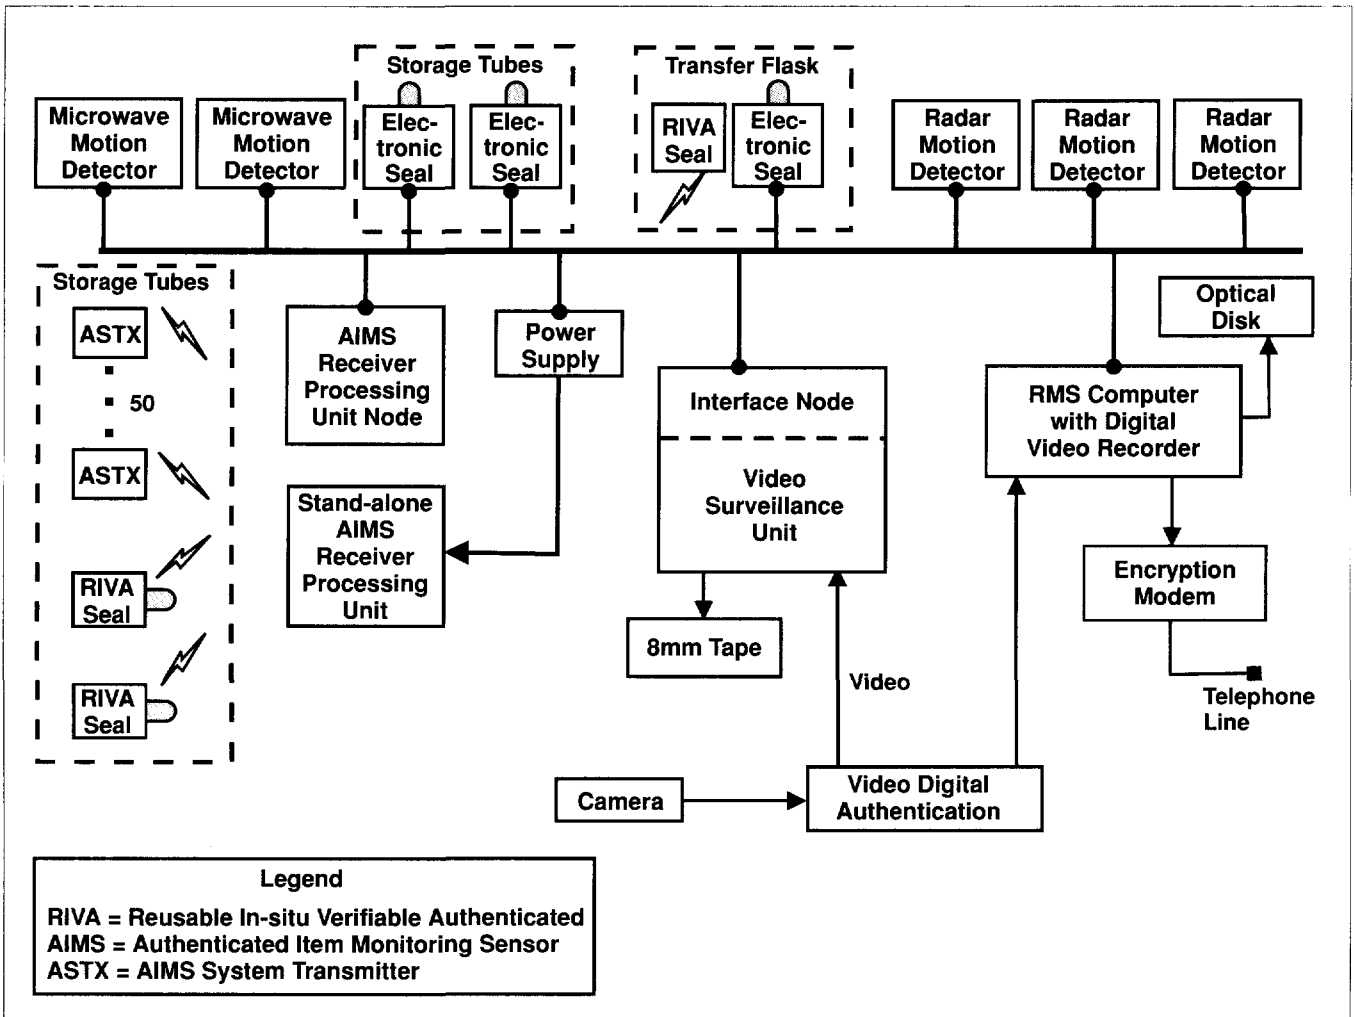 Storage Tubes
Transfer Flask
Microwave
Motion
Detector
Microwave
Motion
Detector
Elec-
tronic
Seal
Elec-
tronic
Seal
RIVA
Seal
Elec-
tronic
Seal
Radar
Motion
Detector
Radar
Motion
Detector
Radar
Motion
Detector
Storage Tubes
ASTX
50
ASTX
RIVA
Seal
RIVA
Seal
AIMS
Receiver
Processing
Unit Node
Power
Supply
Stand-alone
AIMS
Receiver
Processing
Unit
Interface Node
Video
Surveillance
Unit
8mm Tape
Video
Optical
Disk
RMS Computer
with Digital
Video Recorder
Encryption
Modem
Telephone
Line
Camera
Video Digital
Authentication
Legend
RIVA = Reusable In-situ Verifiable Authenticated
AIMS = Authenticated Item Monitoring Sensor
ASTX = AIMS System Transmitter